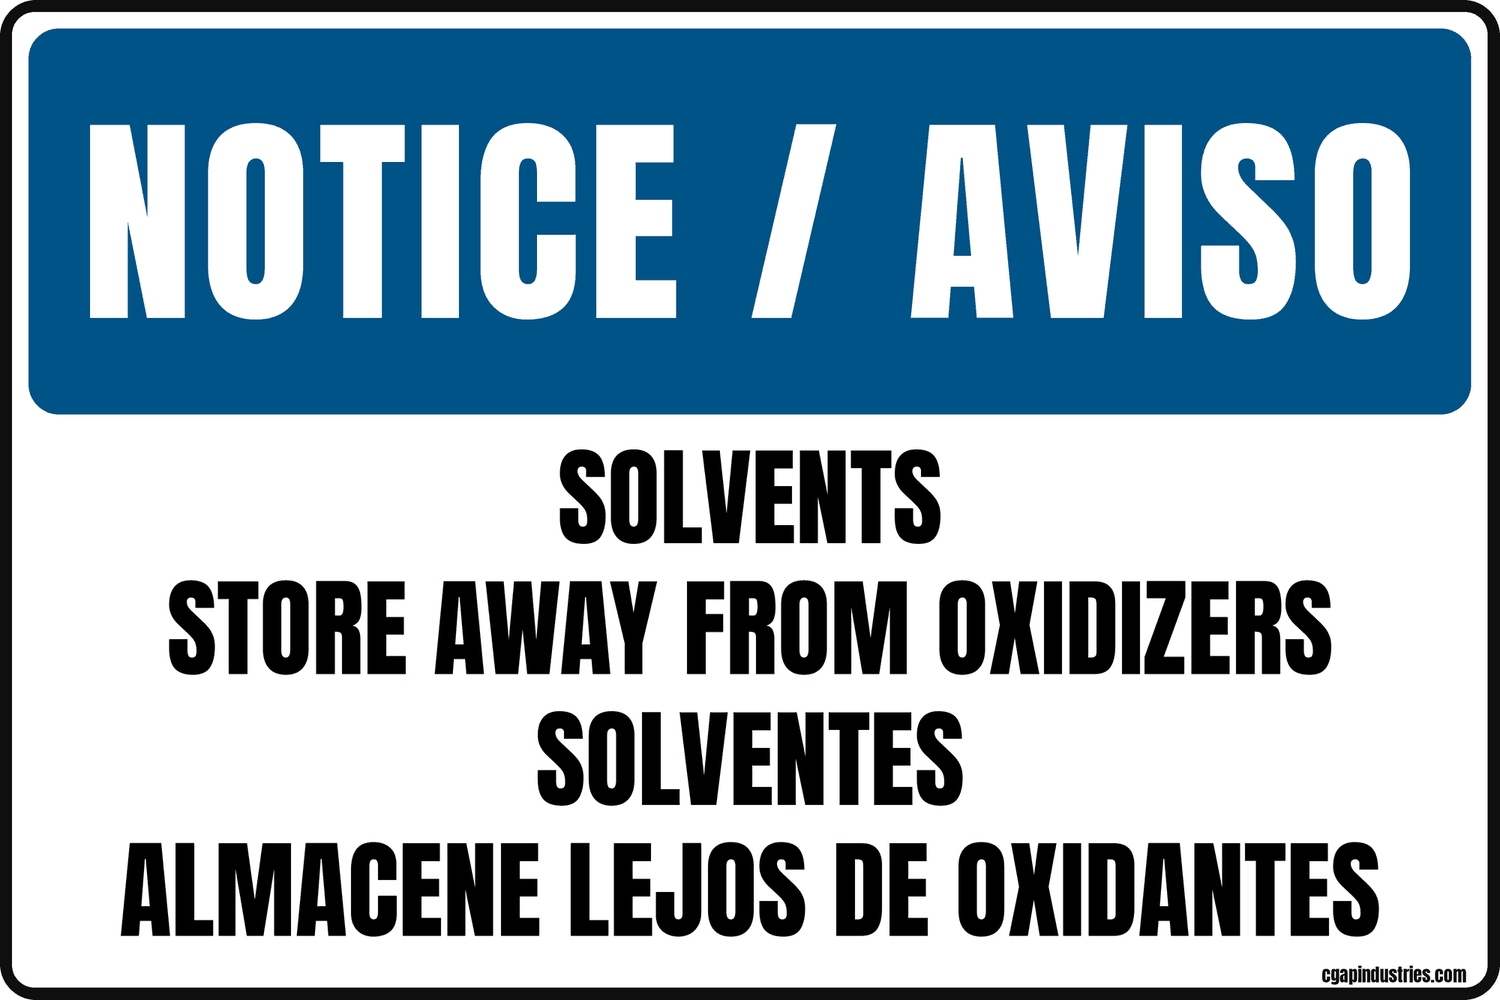 NOTICE / AVISO
SOLVENTS
STORE AWAY FROM OXIDIZERS
SOLVENTES
ALMACENE LEJOS DE OXIDANTES
cgapindustries.com